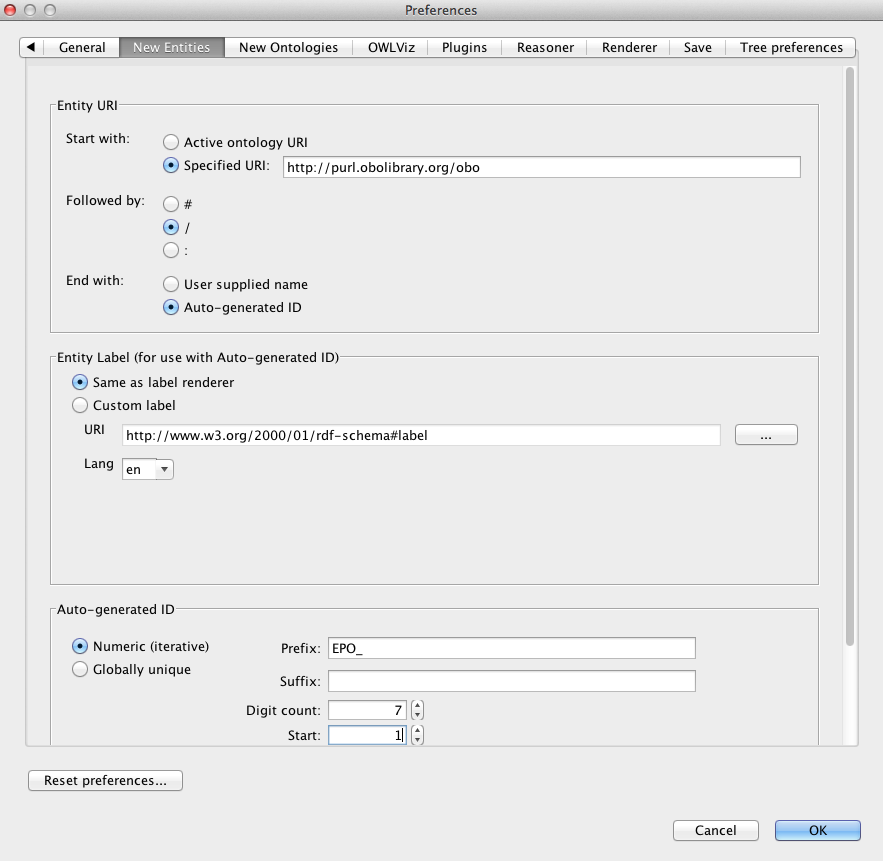 Preferences
General New Entities New Ontologies OWLViz Plugins Reasoner Renderer Save Tree preferences
Entity URI
Start with:
Active ontology URI
Specified URI: http://purl.obolibrary.org/obo
Followed by:
#
/
:
End with:
User supplied name
Auto-generated ID
Entity Label (for use with Auto-generated ID)
Same as label renderer
Custom label
URI http://www.w3.org/2000/01/rdf-schema#label ...
Lang en
Auto-generated ID
Numeric (iterative)
Globally unique
Prefix: EPO_
Suffix:
Digit count: 7
Start: 1
Reset preferences...
Cancel OK